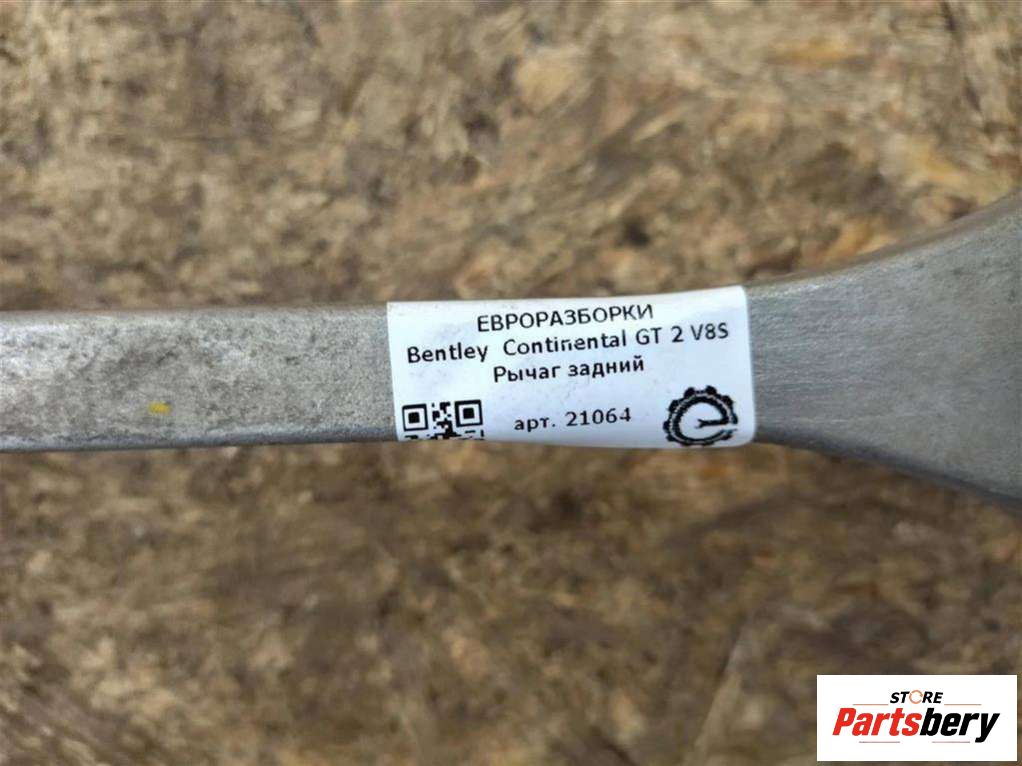 ЕВРОРАЗБОРКИ
Bentley Continental GT 2 V8S
Рычаг задний
арт. 21064
STORE
Partsbery